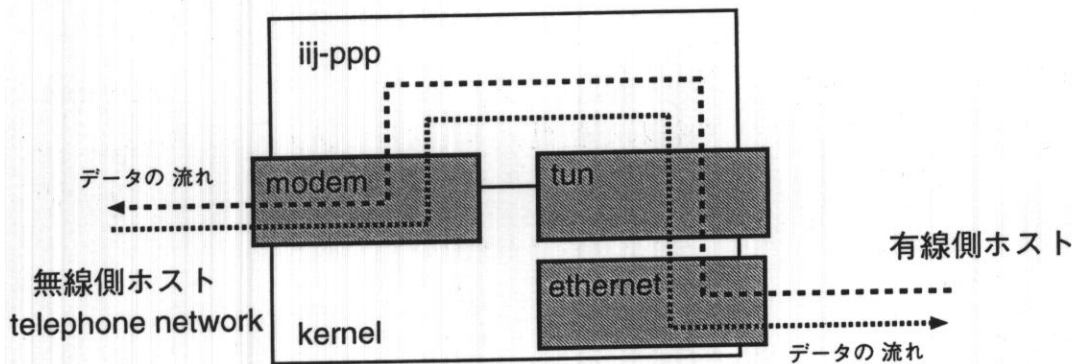 iij-ppp
データの 流れ
modem
tun
有線側ホスト
無線側ホスト
telephone network
ethernet
kernel
データの 流れ